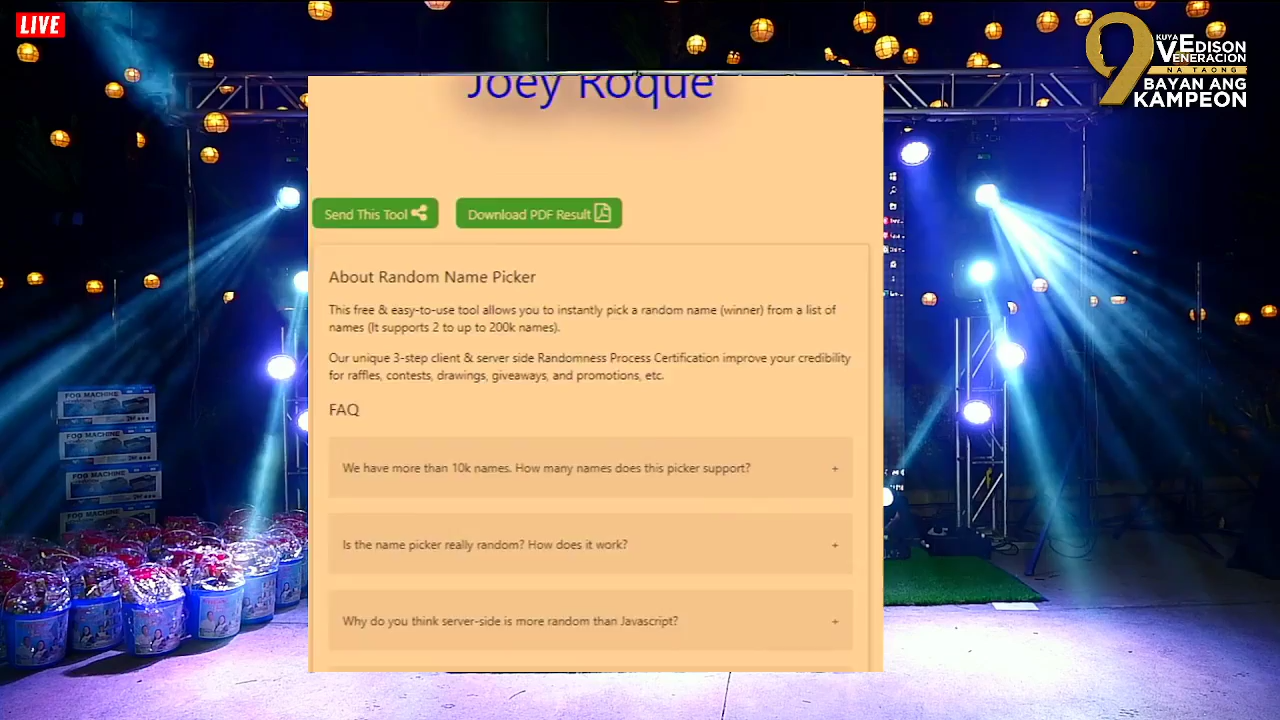 LIVE
KUYA
VEDISON
VENERACION
NA TAONG
BAYAN ANG
KAMPEON
9
Joey Roque
Send This Tool
Download PDF Result
About Random Name Picker
This free & easy-to-use tool allows you to instantly pick a random name (winner) from a list of
names (It supports 2 to up to 200k names).
Our unique 3-step client & server side Randomness Process Certification improve your credibility
for raffles, contests, drawings, giveaways, and promotions, etc.
FAQ
We have more than 10k names. How many names does this picker support?
+
Is the name picker really random? How does it work?
+
Why do you think server-side is more random than Javascript?
+
FOG MACHINE
FOG MACHINE
FOG MACHINE
FOG MACHINE